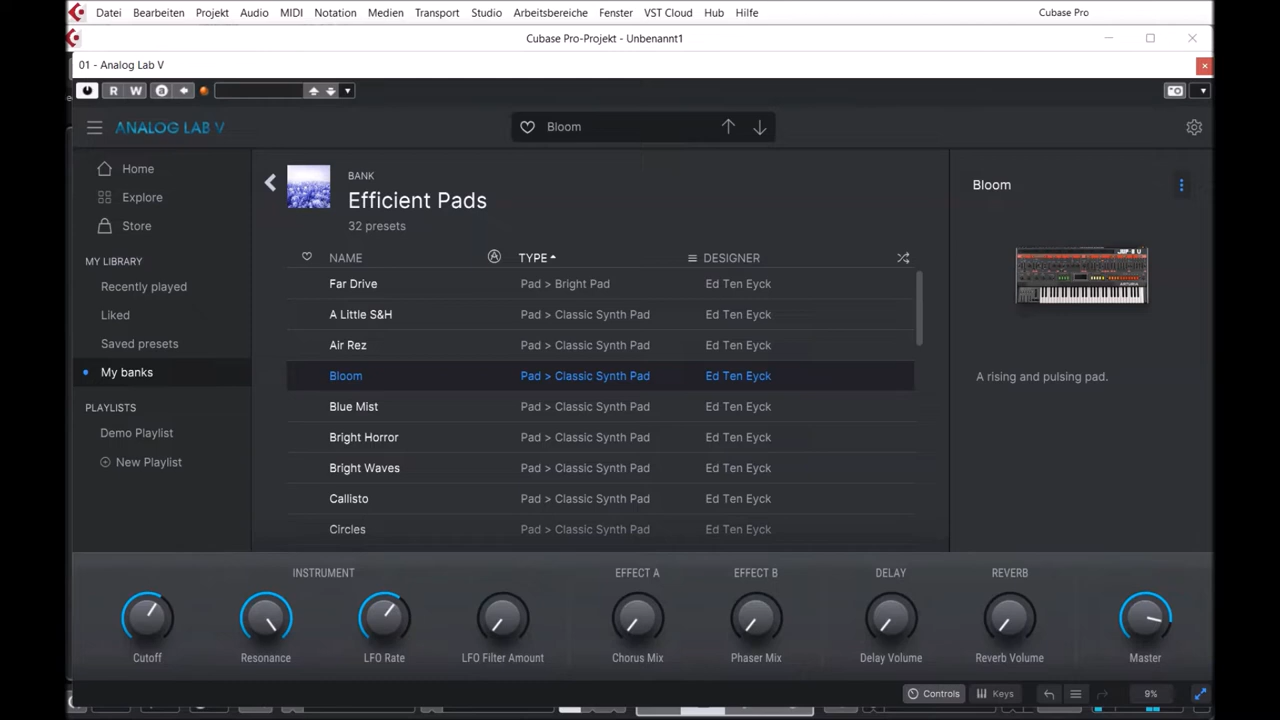 Datei Bearbeiten Projekt Audio MIDI Notation Medien Transport Studio Arbeitsbereiche Fenster VST Cloud Hub Hilfe Cubase Pro
Cubase Pro-Projekt - Unbenannt1
01 - Analog Lab V
R W a
ANALOG LAB V
Bloom
Home
Explore
Store
MY LIBRARY
Recently played
Liked
Saved presets
My banks
PLAYLISTS
Demo Playlist
New Playlist
BANK
Efficient Pads
32 presets
NAME TYPE DESIGNER
Far Drive Pad > Bright Pad Ed Ten Eyck
A Little S&H Pad > Classic Synth Pad Ed Ten Eyck
Air Rez Pad > Classic Synth Pad Ed Ten Eyck
Bloom Pad > Classic Synth Pad Ed Ten Eyck
Blue Mist Pad > Classic Synth Pad Ed Ten Eyck
Bright Horror Pad > Classic Synth Pad Ed Ten Eyck
Bright Waves Pad > Classic Synth Pad Ed Ten Eyck
Callisto Pad > Classic Synth Pad Ed Ten Eyck
Circles Pad > Classic Synth Pad Ed Ten Eyck
Bloom
A rising and pulsing pad.
INSTRUMENT EFFECT A EFFECT B DELAY REVERB
Cutoff Resonance LFO Rate LFO Filter Amount Chorus Mix Phaser Mix Delay Volume Reverb Volume Master
Controls Keys 9%